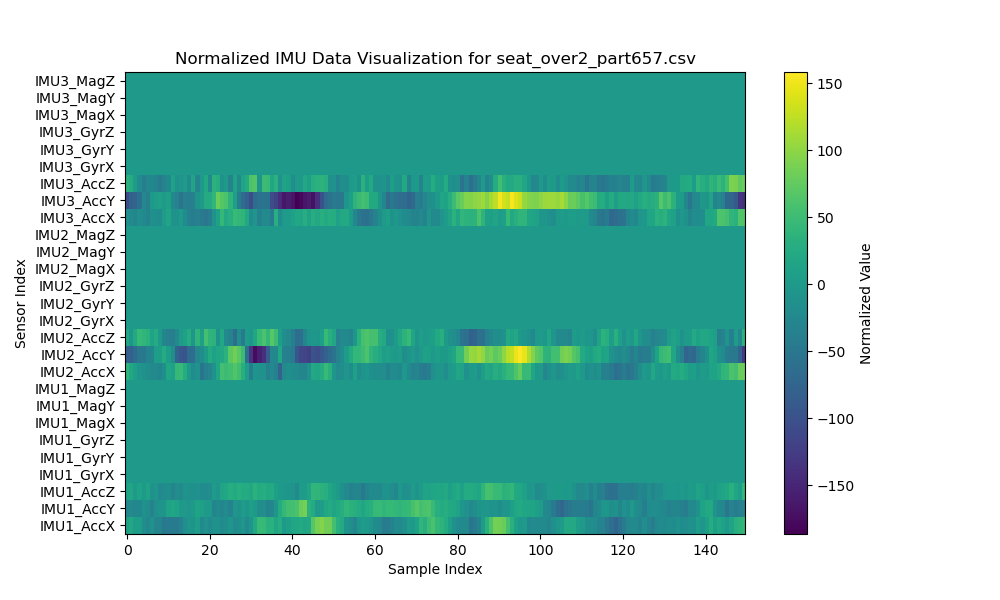 Normalized IMU Data Visualization for seat_over2_part657.csv
IMU3_MagZ
IMU3_MagY
IMU3_MagX
IMU3_GyrZ
IMU3_GyrY
IMU3_GyrX
IMU3_AccZ
IMU3_AccY
IMU3_AccX
IMU2_MagZ
IMU2_MagY
IMU2_MagX
IMU2_GyrZ
IMU2_GyrY
IMU2_GyrX
IMU2_AccZ
IMU2_AccY
IMU2_AccX
IMU1_MagZ
IMU1_MagY
IMU1_MagX
IMU1_GyrZ
IMU1_GyrY
IMU1_GyrX
IMU1_AccZ
IMU1_AccY
IMU1_AccX
Sensor Index
0 20 40 60 80 100 120 140
Sample Index
150
100
50
0
−50
−100
−150
Normalized Value